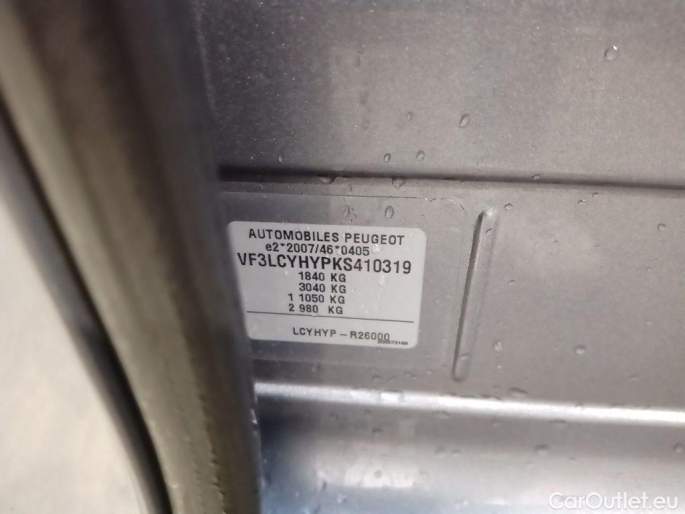 AUTOMOBILES PEUGEOT
e2*2007/46*0405
VF3LCYHYPKS410319
1840 KG
3040 KG
1 1050 KG
2 980 KG
LCYHYP-R26000
CarOutlet.eu